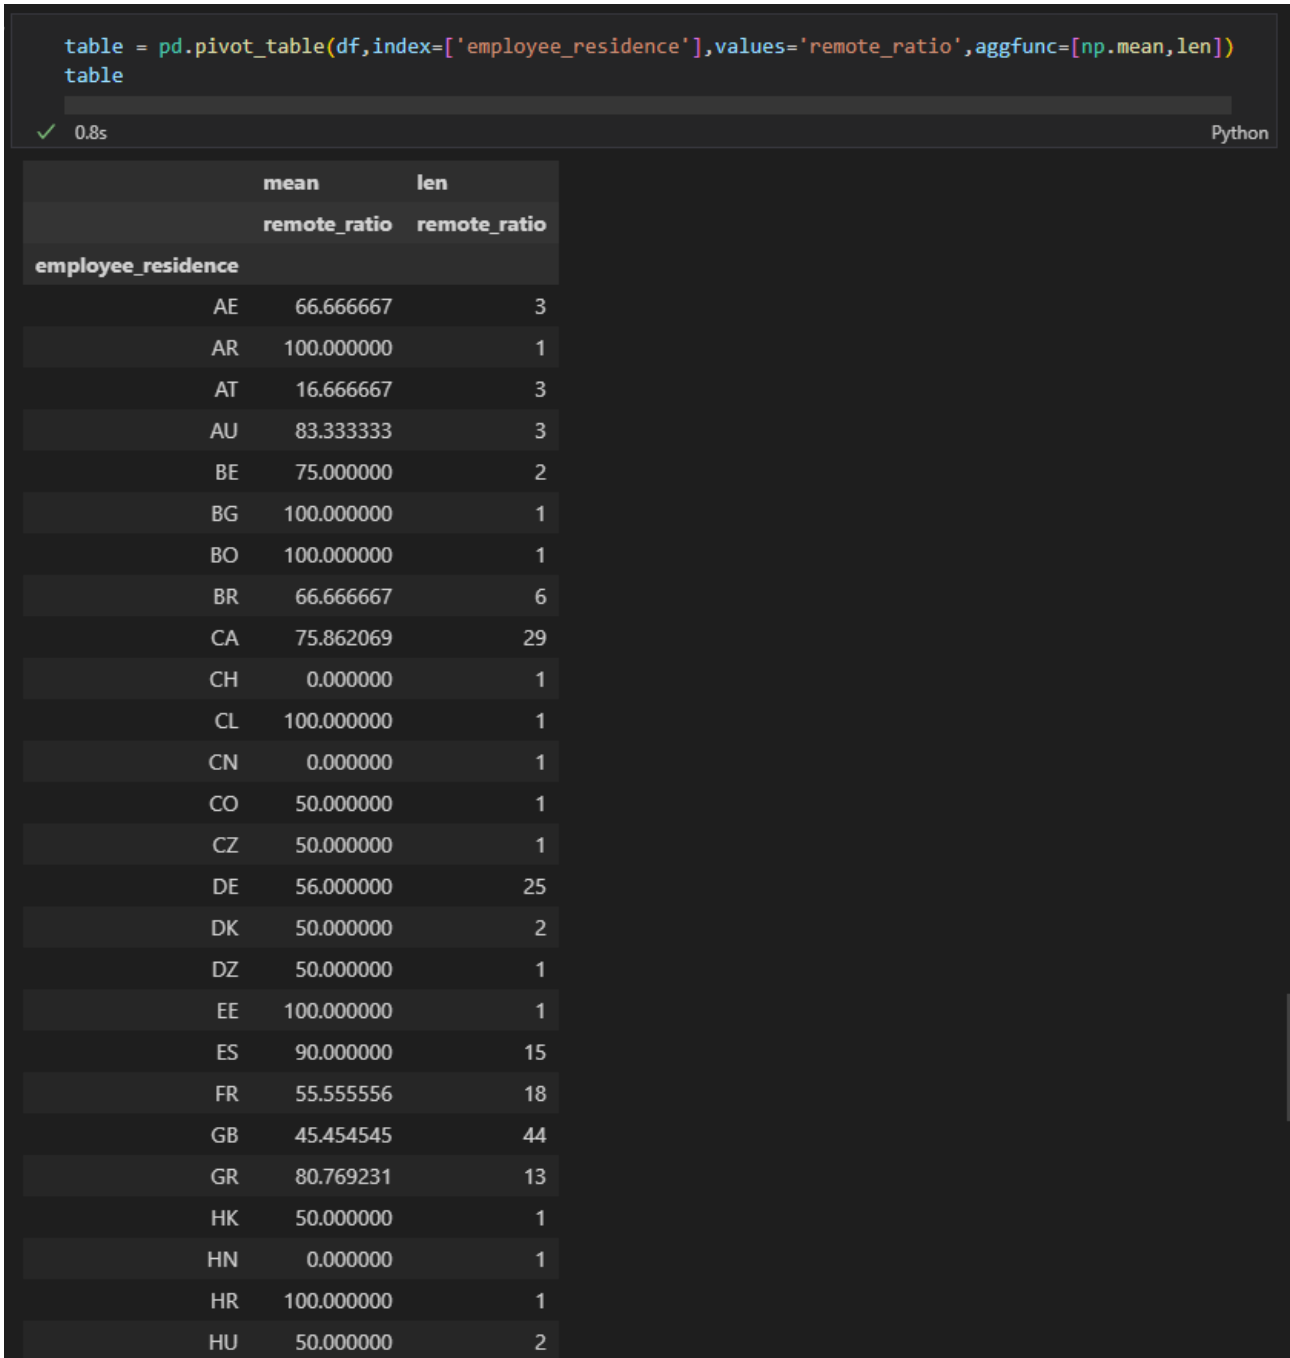 table = pd.pivot_table(df,index=['employee_residence'],values='remote_ratio',aggfunc=[np.mean,len])
table
0.8s Python
mean len
remote_ratio remote_ratio
employee_residence
AE 66.666667 3
AR 100.000000 1
AT 16.666667 3
AU 83.333333 3
BE 75.000000 2
BG 100.000000 1
BO 100.000000 1
BR 66.666667 6
CA 75.862069 29
CH 0.000000 1
CL 100.000000 1
CN 0.000000 1
CO 50.000000 1
CZ 50.000000 1
DE 56.000000 25
DK 50.000000 2
DZ 50.000000 1
EE 100.000000 1
ES 90.000000 15
FR 55.555556 18
GB 45.454545 44
GR 80.769231 13
HK 50.000000 1
HN 0.000000 1
HR 100.000000 1
HU 50.000000 2